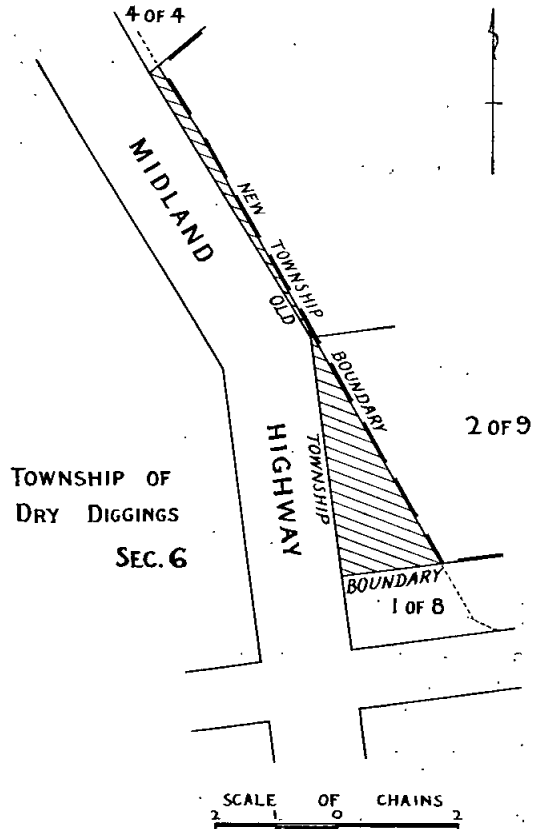 4 OF 4
MIDLAND
NEW
TOWNSHIP
OLD
BOUNDARY
2 OF 9
HIGHWAY
TOWNSHIP
TOWNSHIP OF
DRY DIGGINGS
SEC. 6
BOUNDARY
1 OF 8
SCALE OF CHAINS
2 1 0 2